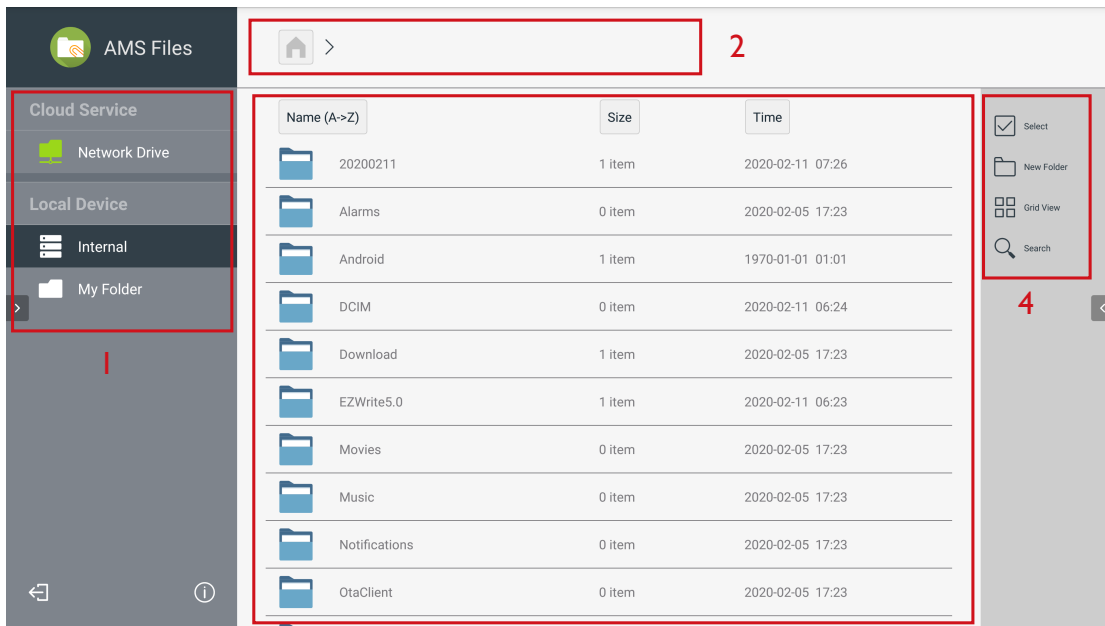 AMS Files
2
Cloud Service
Network Drive
Local Device
Internal
My Folder
1
Name (A->Z) Size Time
20200211 1 item 2020-02-11 07:26
Alarms 0 item 2020-02-05 17:23
Android 1 item 1970-01-01 01:01
DCIM 0 item 2020-02-11 06:24
Download 1 item 2020-02-05 17:23
EZWrite5.0 1 item 2020-02-11 06:23
Movies 0 item 2020-02-05 17:23
Music 0 item 2020-02-05 17:23
Notifications 0 item 2020-02-05 17:23
OtaClient 0 item 2020-02-05 17:23
Select
New Folder
Grid View
Search
4